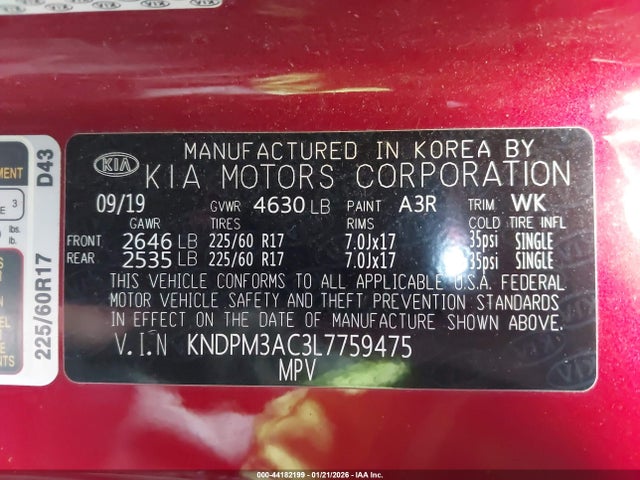 MANUFACTURED IN KOREA BY
KIA KIA MOTORS CORPORATION
09/19 GVWR 4630 LB PAINT A3R TRIM WK
GAWR TIRES RIMS COLD TIRE INFL
FRONT 2646 LB 225/60 R17 7.0Jx17 35psi SINGLE
REAR 2535 LB 225/60 R17 7.0Jx17 35psi SINGLE
THIS VEHICLE CONFORMS TO ALL APPLICABLE U.S.A. FEDERAL
MOTOR VEHICLE SAFETY AND THEFT PREVENTION STANDARDS
IN EFFECT ON THE DATE OF MANUFACTURE SHOWN ABOVE.
V.I.N KNDPM3AC3L7759475
MPV
225/60R17 D43
3
lbs.
000-44182199 - 01/21/2026 - IAA Inc.